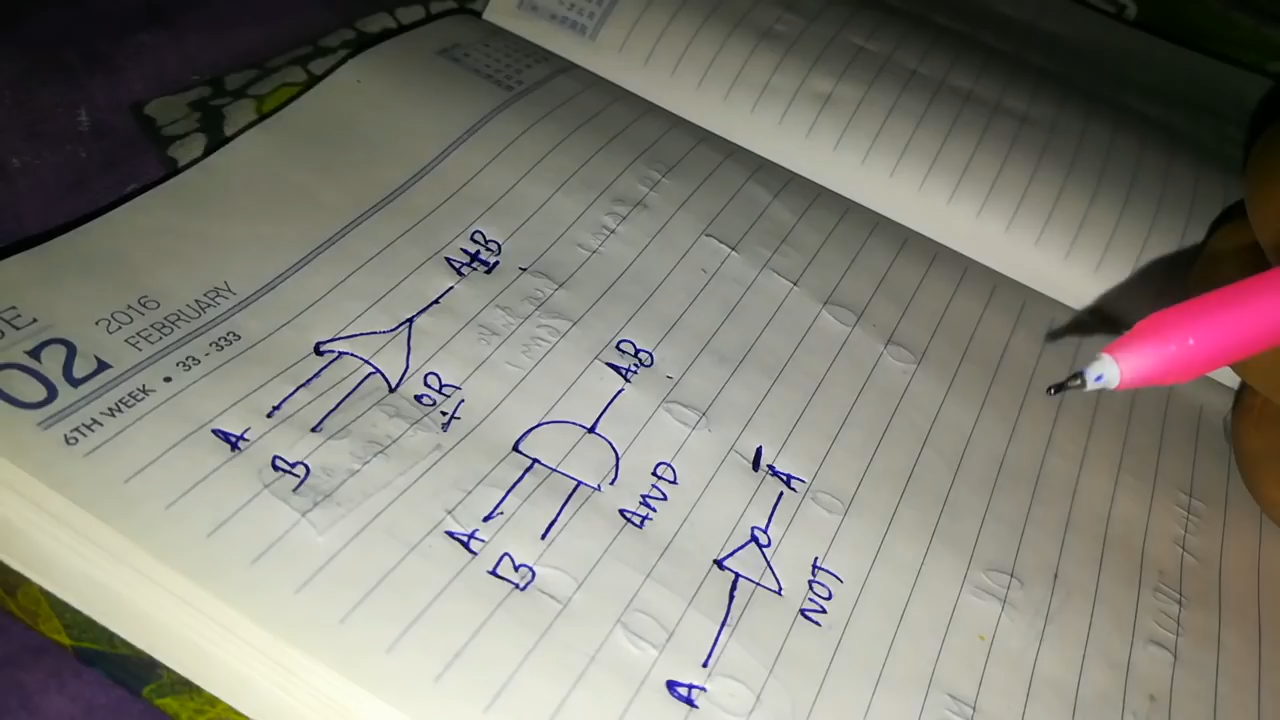 02
2016
FEBRUARY
6TH WEEK • 33 - 333
A
B
A+B
OR
+
A
B
A.B
AND
A
Ā
NOT